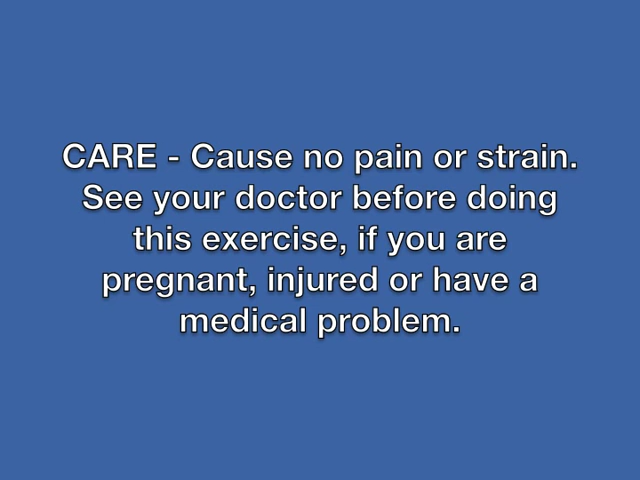 CARE - Cause no pain or strain.
See your doctor before doing
this exercise, if you are
pregnant, injured or have a
medical problem.